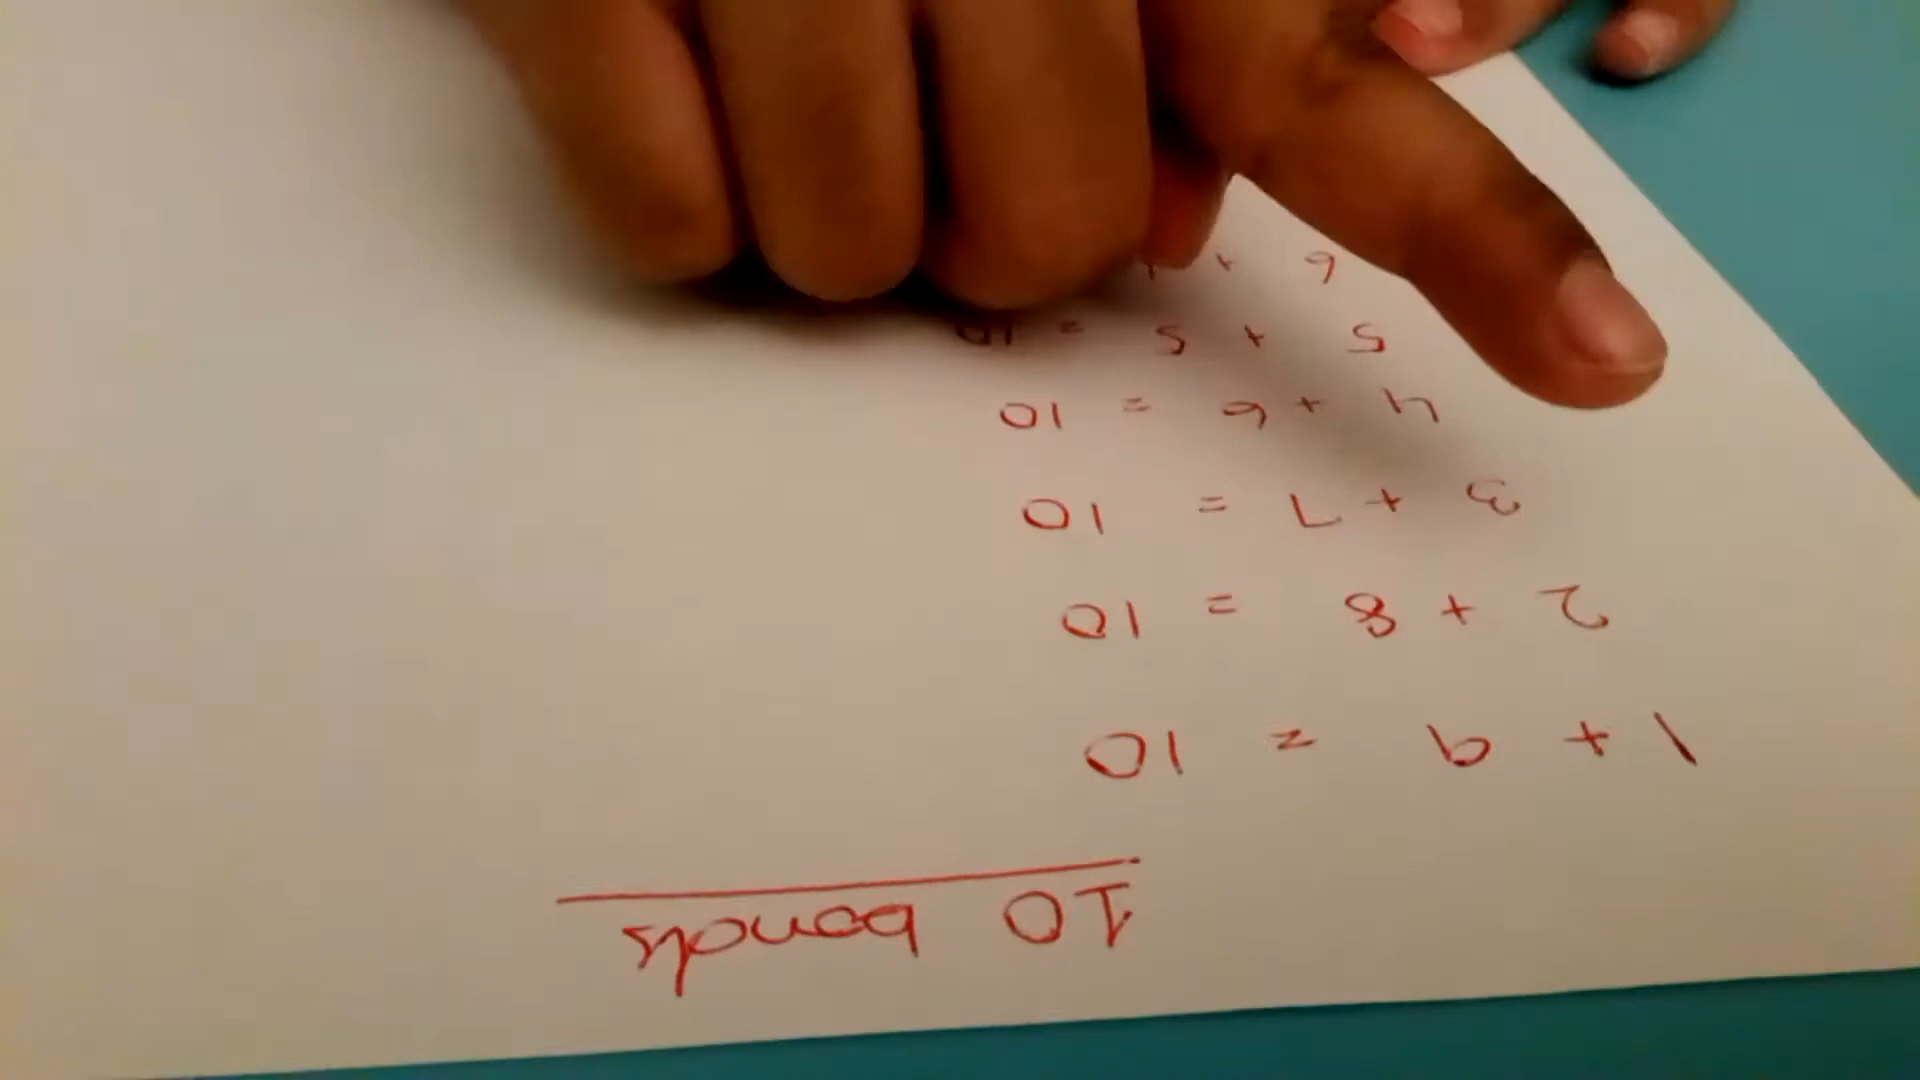 10 bonds
1 + 9 = 10
2 + 8 = 10
3 + 7 = 10
4 + 6 = 10
5 + 5 = 10
6 +